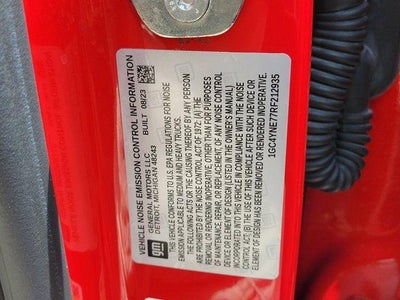 VEHICLE NOISE EMISSION CONTROL INFORMATION
GENERAL MOTORS LLC BUILT 08/23
DETROIT, MICHIGAN 48243
THIS VEHICLE CONFORMS TO U.S. EPA REGULATIONS FOR NOISE
EMISSION APPLICABLE TO MEDIUM AND HEAVY TRUCKS.
THE FOLLOWING ACTS OR THE CAUSING THEREOF BY ANY PERSON
ARE PROHIBITED BY THE NOISE CONTROL ACT OF 1972: (A) THE
REMOVAL OR RENDERING INOPERATIVE, OTHER THAN FOR PURPOSES
OF MAINTENANCE, REPAIR, OR REPLACEMENT, OF ANY NOISE CONTROL
DEVICE OR ELEMENT OF DESIGN (LISTED IN THE OWNER'S MANUAL)
INCORPORATED INTO THIS VEHICLE IN COMPLIANCE WITH THE NOISE
(B) THE USE OF THIS VEHICLE AFTER SUCH DEVICE OR
ELEMENT OF DESIGN HAS BEEN REMOVED OR RENDERED INOPERATIVE.
1GC4YNE77RF212935
gm